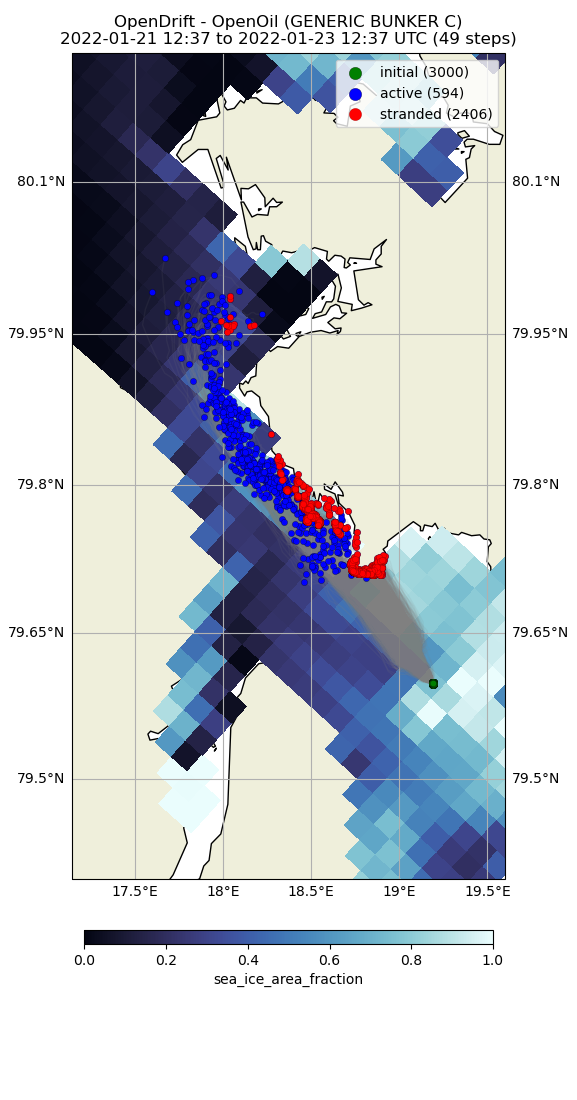 OpenDrift - OpenOil (GENERIC BUNKER C)
2022-01-21 12:37 to 2022-01-23 12:37 UTC (49 steps)
initial (3000)
active (594)
stranded (2406)
80.1°N 80.1°N
79.95°N 79.95°N
79.8°N 79.8°N
79.65°N 79.65°N
79.5°N 79.5°N
17.5°E 18°E 18.5°E 19°E 19.5°E
0.0 0.2 0.4 0.6 0.8 1.0
sea_ice_area_fraction